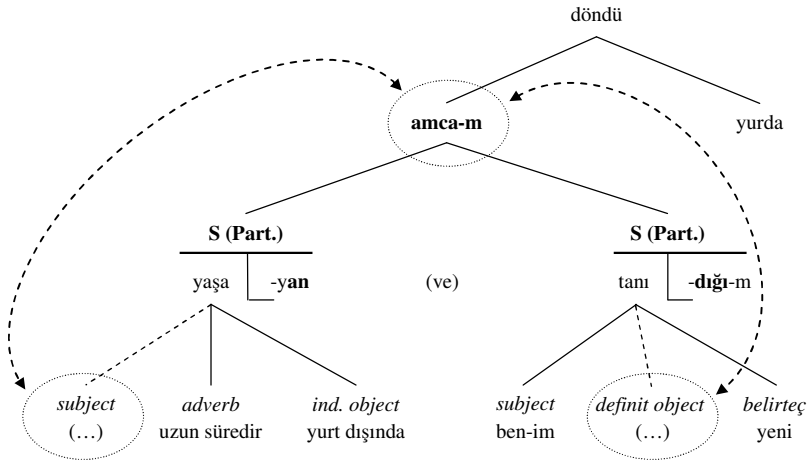 döndü
amca-m
yurda
S (Part.)
S (Part.)
yaşa -yan
(ve)
tanı -dığı-m
subject
adverb
ind. object
subject
definit object
belirteç
(…)
uzun süredir
yurt dışında
ben-im
(…)
yeni